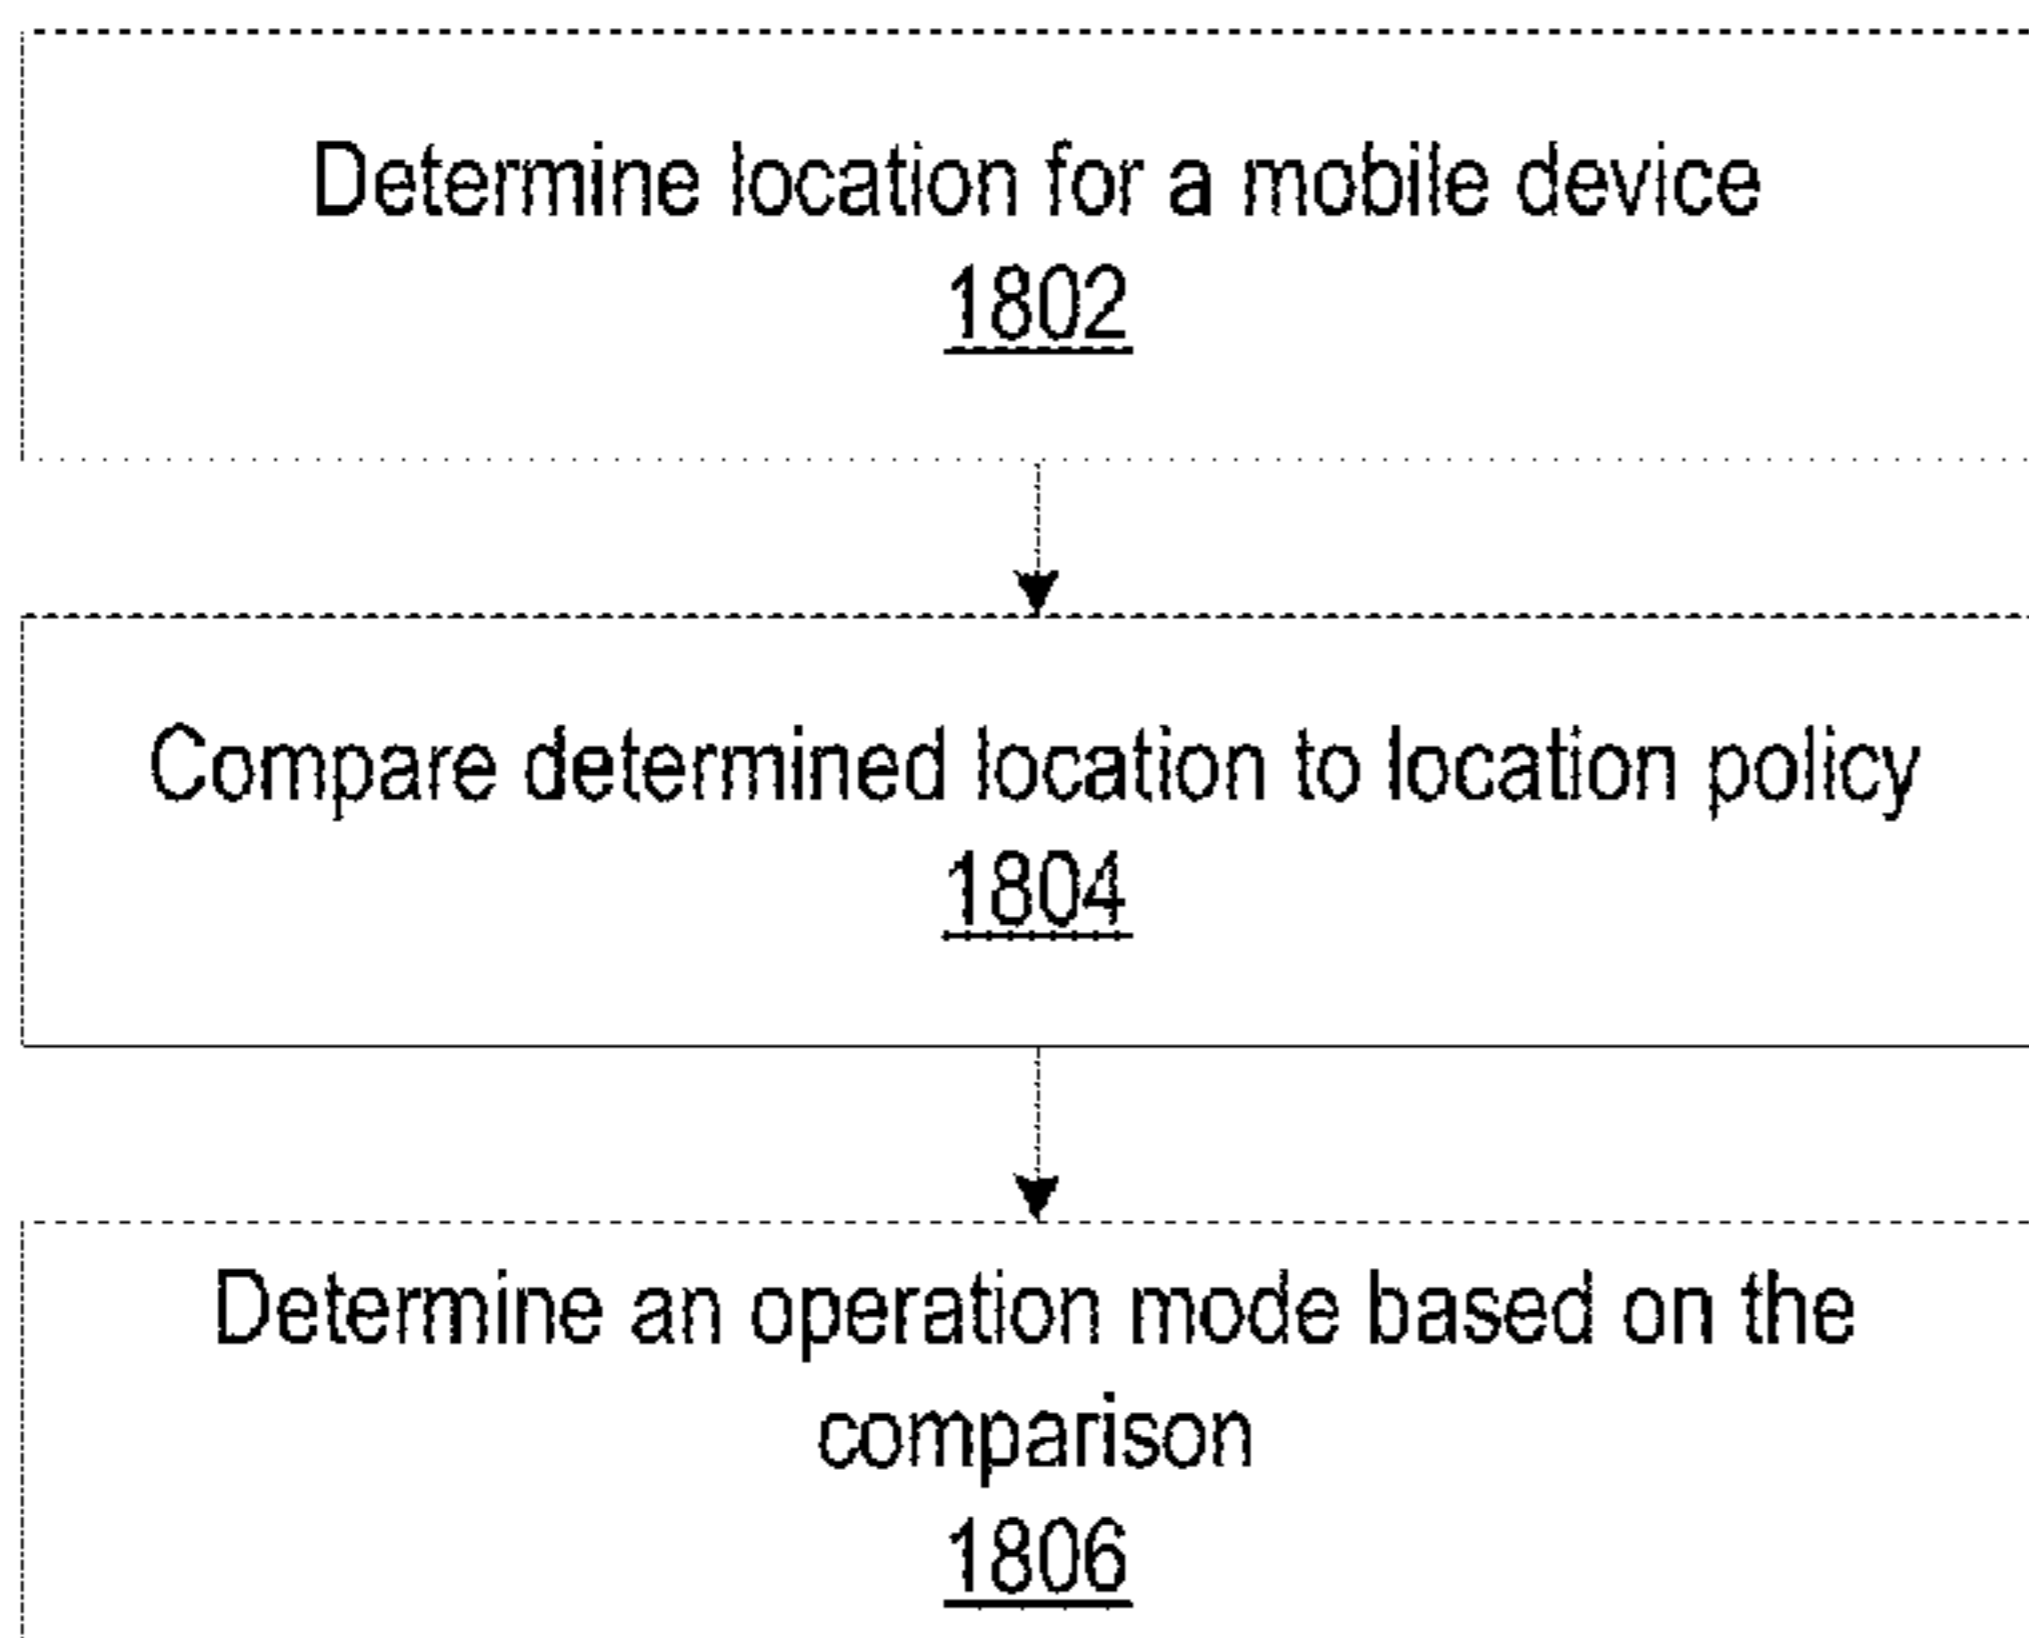 Determine location for a mobile device
1802
Compare determined location to location policy
1804
Determine an operation mode based on the
comparison
1806